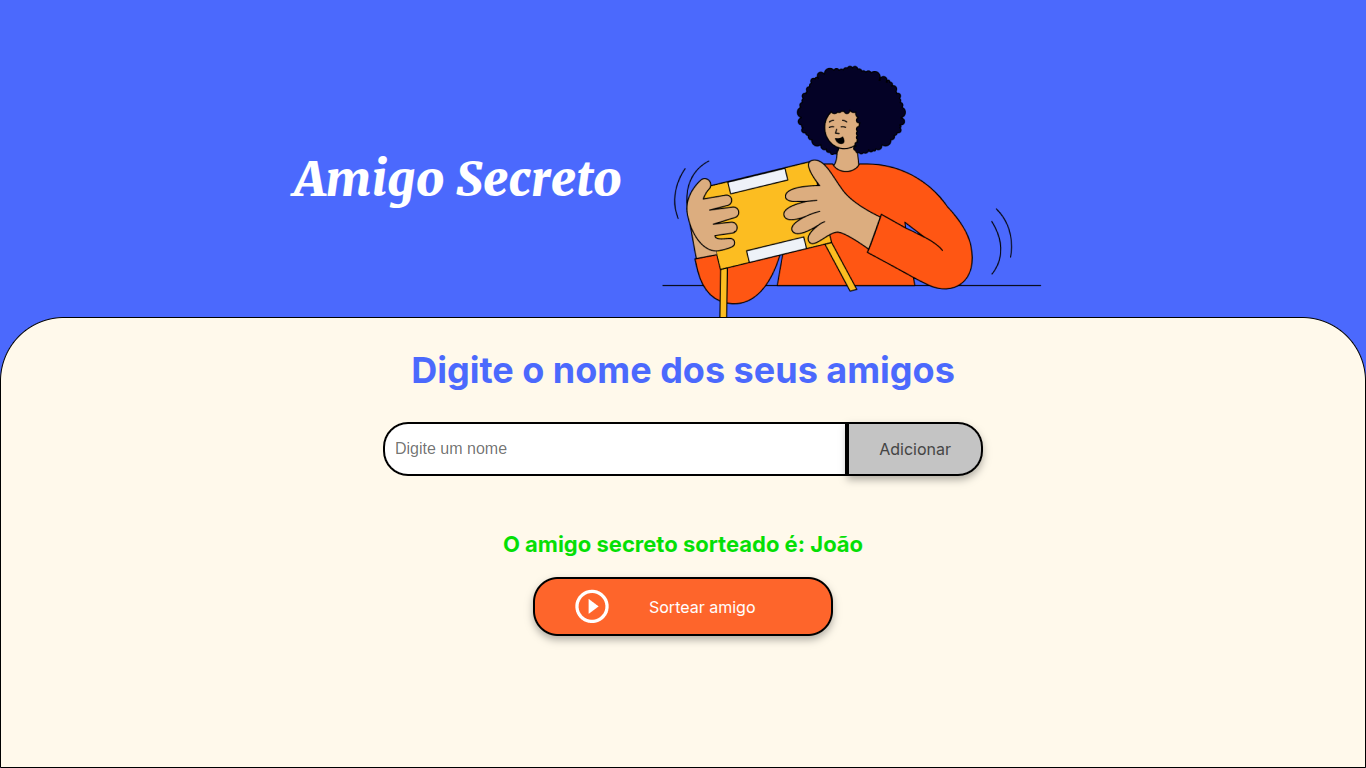 Amigo Secreto
Digite o nome dos seus amigos
Digite um nome
Adicionar
O amigo secreto sorteado é: João
Sortear amigo